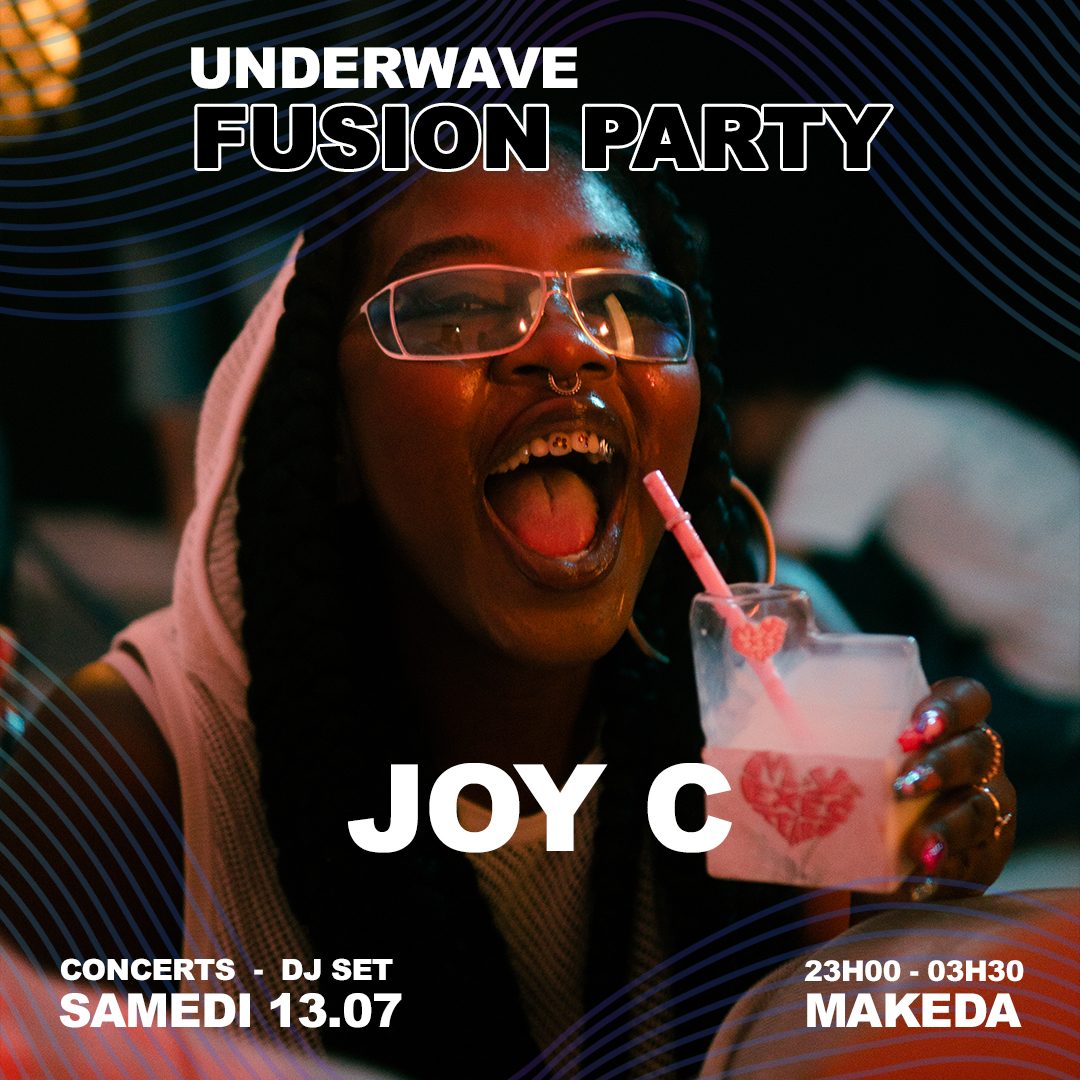 UNDERWAVE
FUSION PARTY
JOY C
CONCERTS - DJ SET
SAMEDI 13.07
23H00 - 03H30
MAKEDA